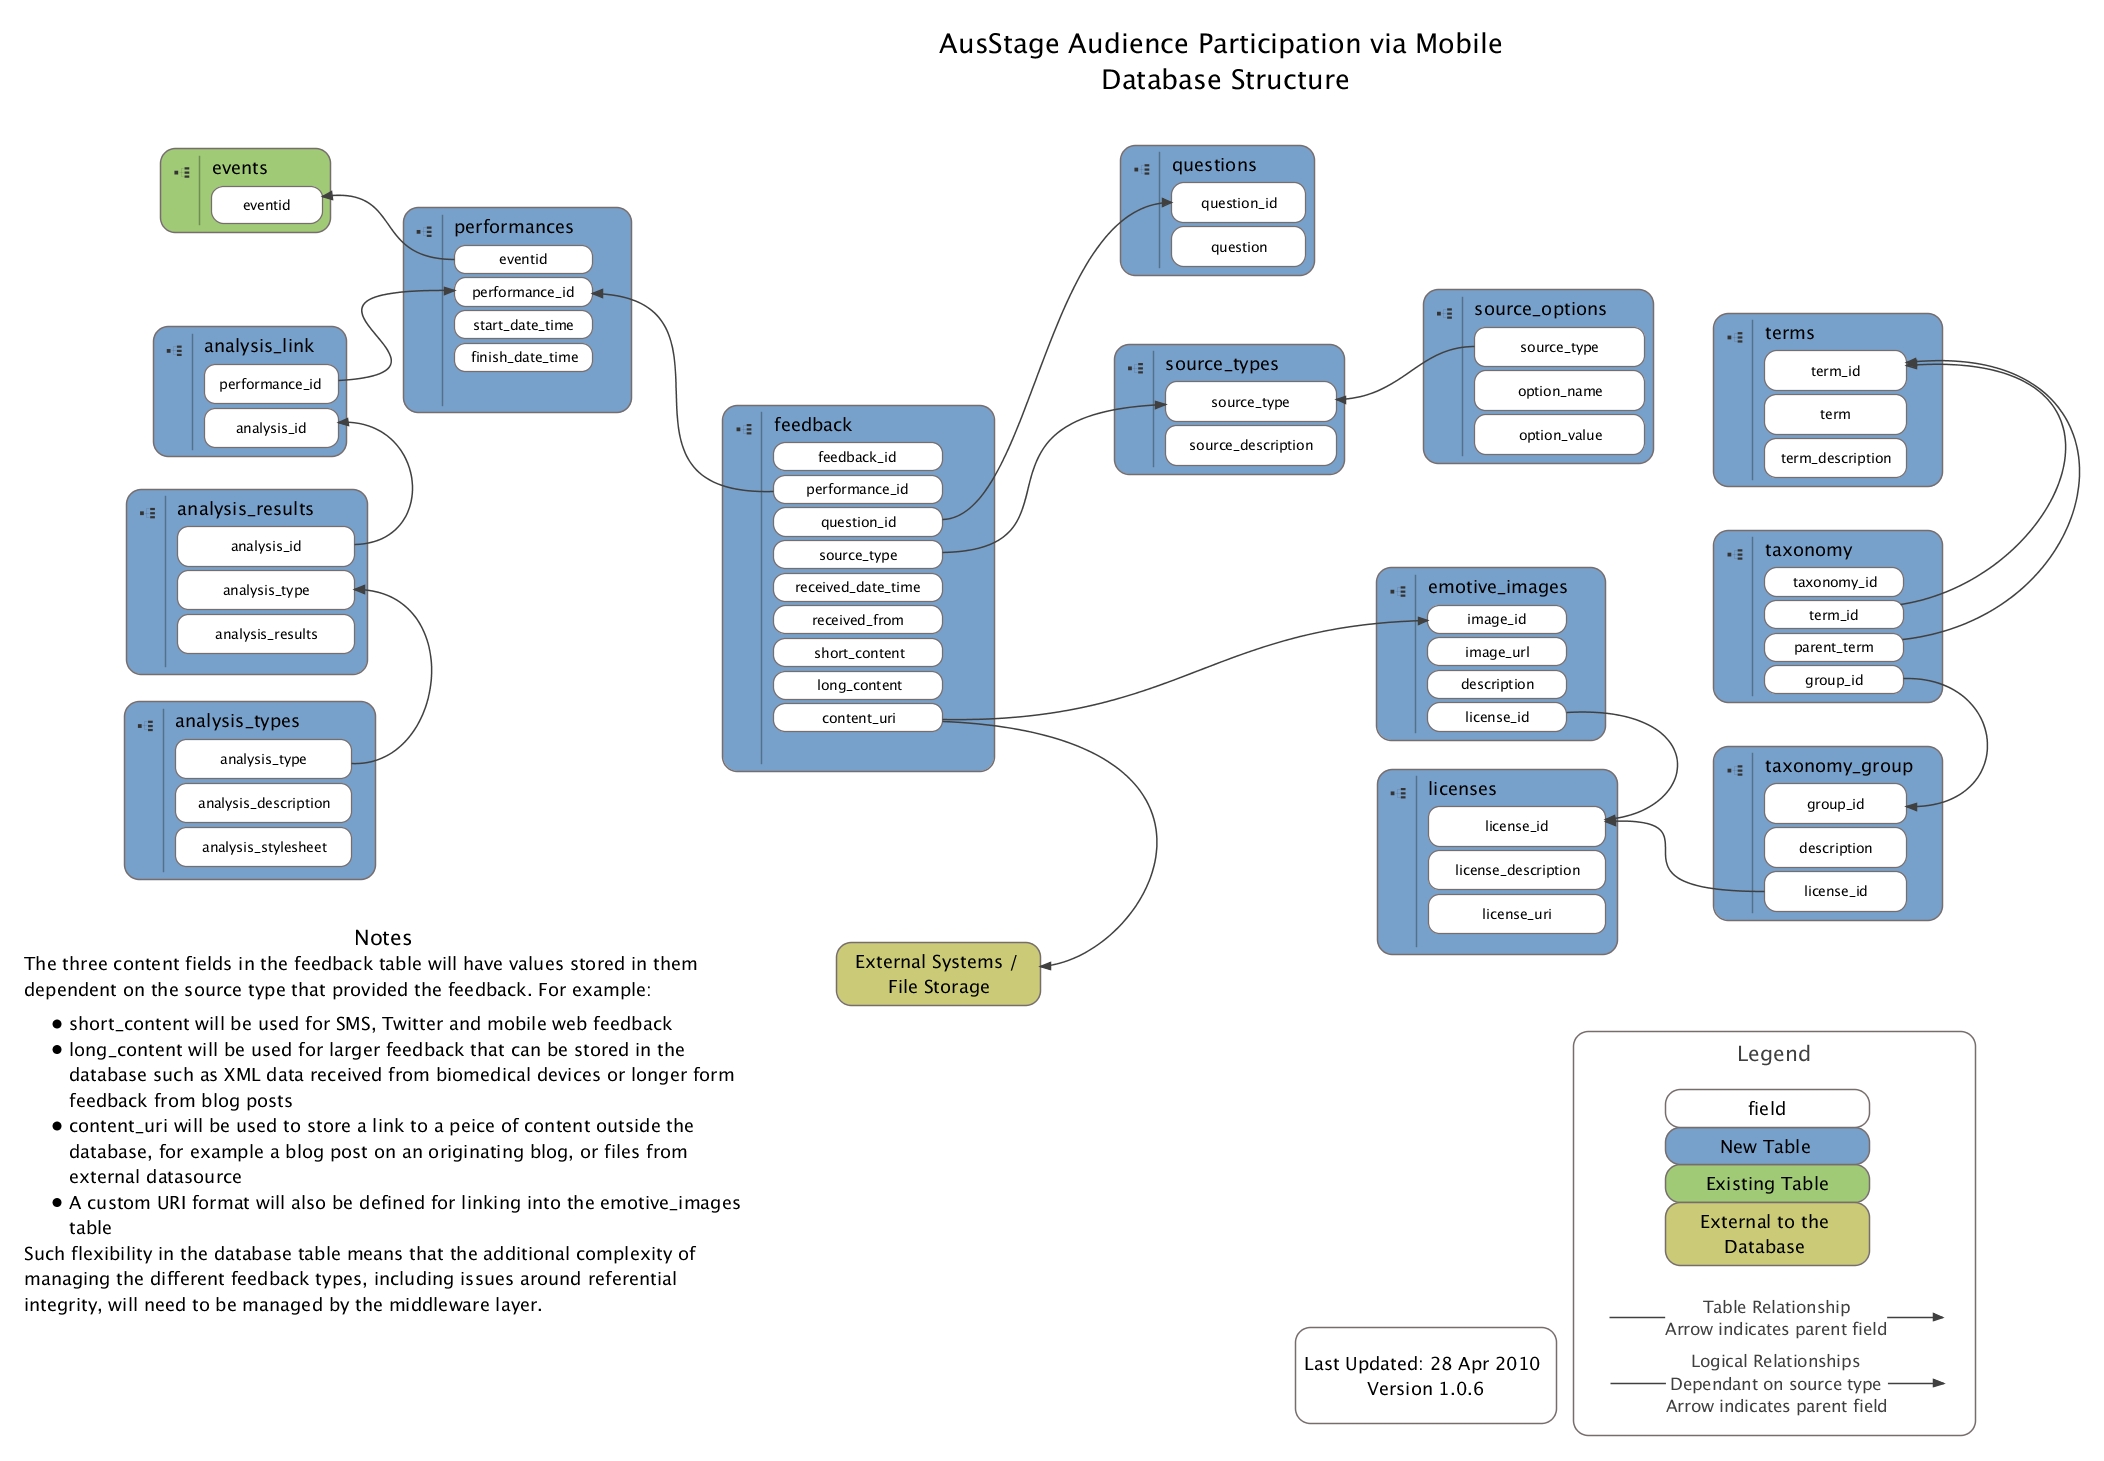 AusStage Audience Participation via Mobile
Database Structure
events
eventid
performances
eventid
performance_id
start_date_time
finish_date_time
analysis_link
performance_id
analysis_id
analysis_results
analysis_id
analysis_type
analysis_results
analysis_types
analysis_type
analysis_description
analysis_stylesheet
feedback
feedback_id
performance_id
question_id
source_type
received_date_time
received_from
short_content
long_content
content_uri
questions
question_id
question
source_types
source_type
source_description
source_options
source_type
option_name
option_value
emotive_images
image_id
image_url
description
license_id
licenses
license_id
license_description
license_uri
terms
term_id
term
term_description
taxonomy
taxonomy_id
term_id
parent_term
group_id
taxonomy_group
group_id
description
license_id
External Systems /
File Storage
Notes
The three content fields in the feedback table will have values stored in them
dependent on the source type that provided the feedback. For example:
● short_content will be used for SMS, Twitter and mobile web feedback
● long_content will be used for larger feedback that can be stored in the
database such as XML data received from biomedical devices or longer form
feedback from blog posts
● content_uri will be used to store a link to a peice of content outside the
database, for example a blog post on an originating blog, or files from
external datasource
● A custom URI format will also be defined for linking into the emotive_images
table
Such flexibility in the database table means that the additional complexity of
managing the different feedback types, including issues around referential
integrity, will need to be managed by the middleware layer.
Last Updated: 28 Apr 2010
Version 1.0.6
Legend
field
New Table
Existing Table
External to the
Database
Table Relationship
Arrow indicates parent field
Logical Relationships
Dependant on source type
Arrow indicates parent field